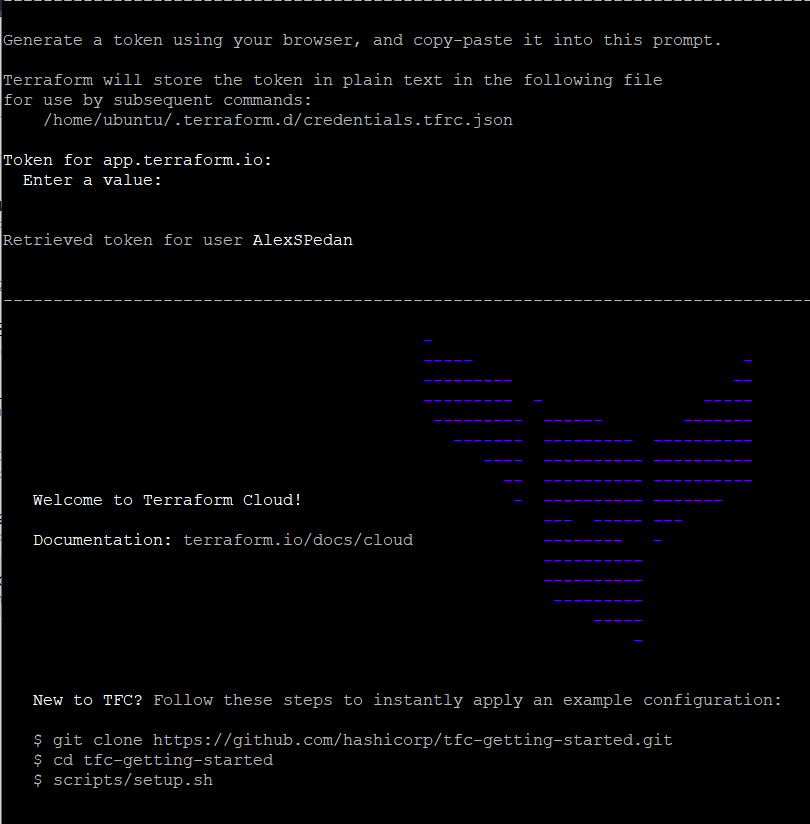 Generate a token using your browser, and copy-paste it into this prompt.
Terraform will store the token in plain text in the following file
for use by subsequent commands:
/home/ubuntu/.terraform.d/credentials.tfrc.json
Token for app.terraform.io:
Enter a value:
Retrieved token for user AlexSPedan
Welcome to Terraform Cloud!
Documentation: terraform.io/docs/cloud
New to TFC? Follow these steps to instantly apply an example configuration:
$ git clone https://github.com/hashicorp/tfc-getting-started.git
$ cd tfc-getting-started
$ scripts/setup.sh